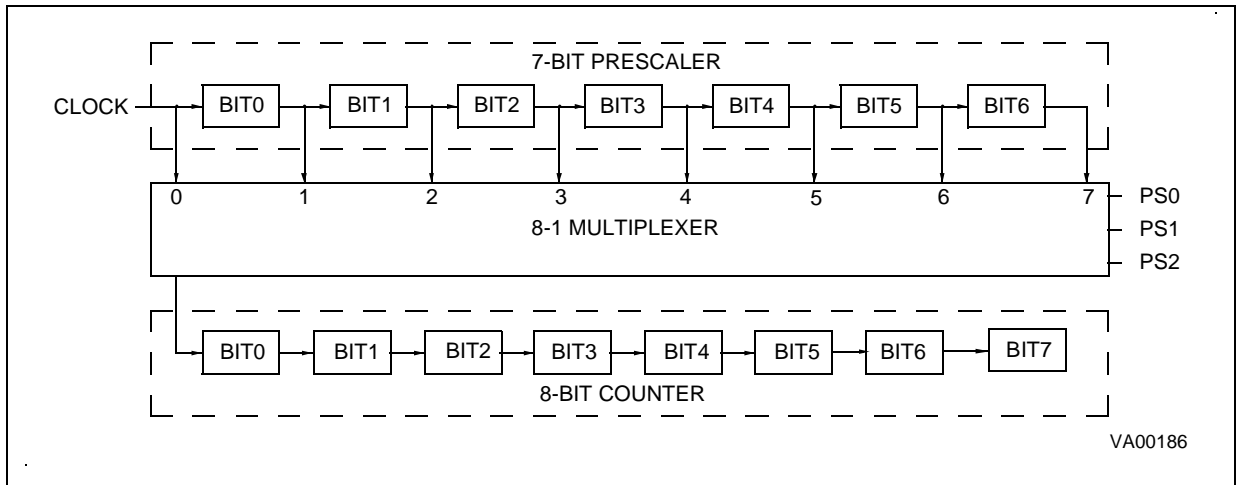 7-BIT PRESCALER
CLOCK BIT0 BIT1 BIT2 BIT3 BIT4 BIT5 BIT6
0 1 2 3 4 5 6 7 PS0
8-1 MULTIPLEXER PS1
PS2
BIT0 BIT1 BIT2 BIT3 BIT4 BIT5 BIT6 BIT7
8-BIT COUNTER
VA00186